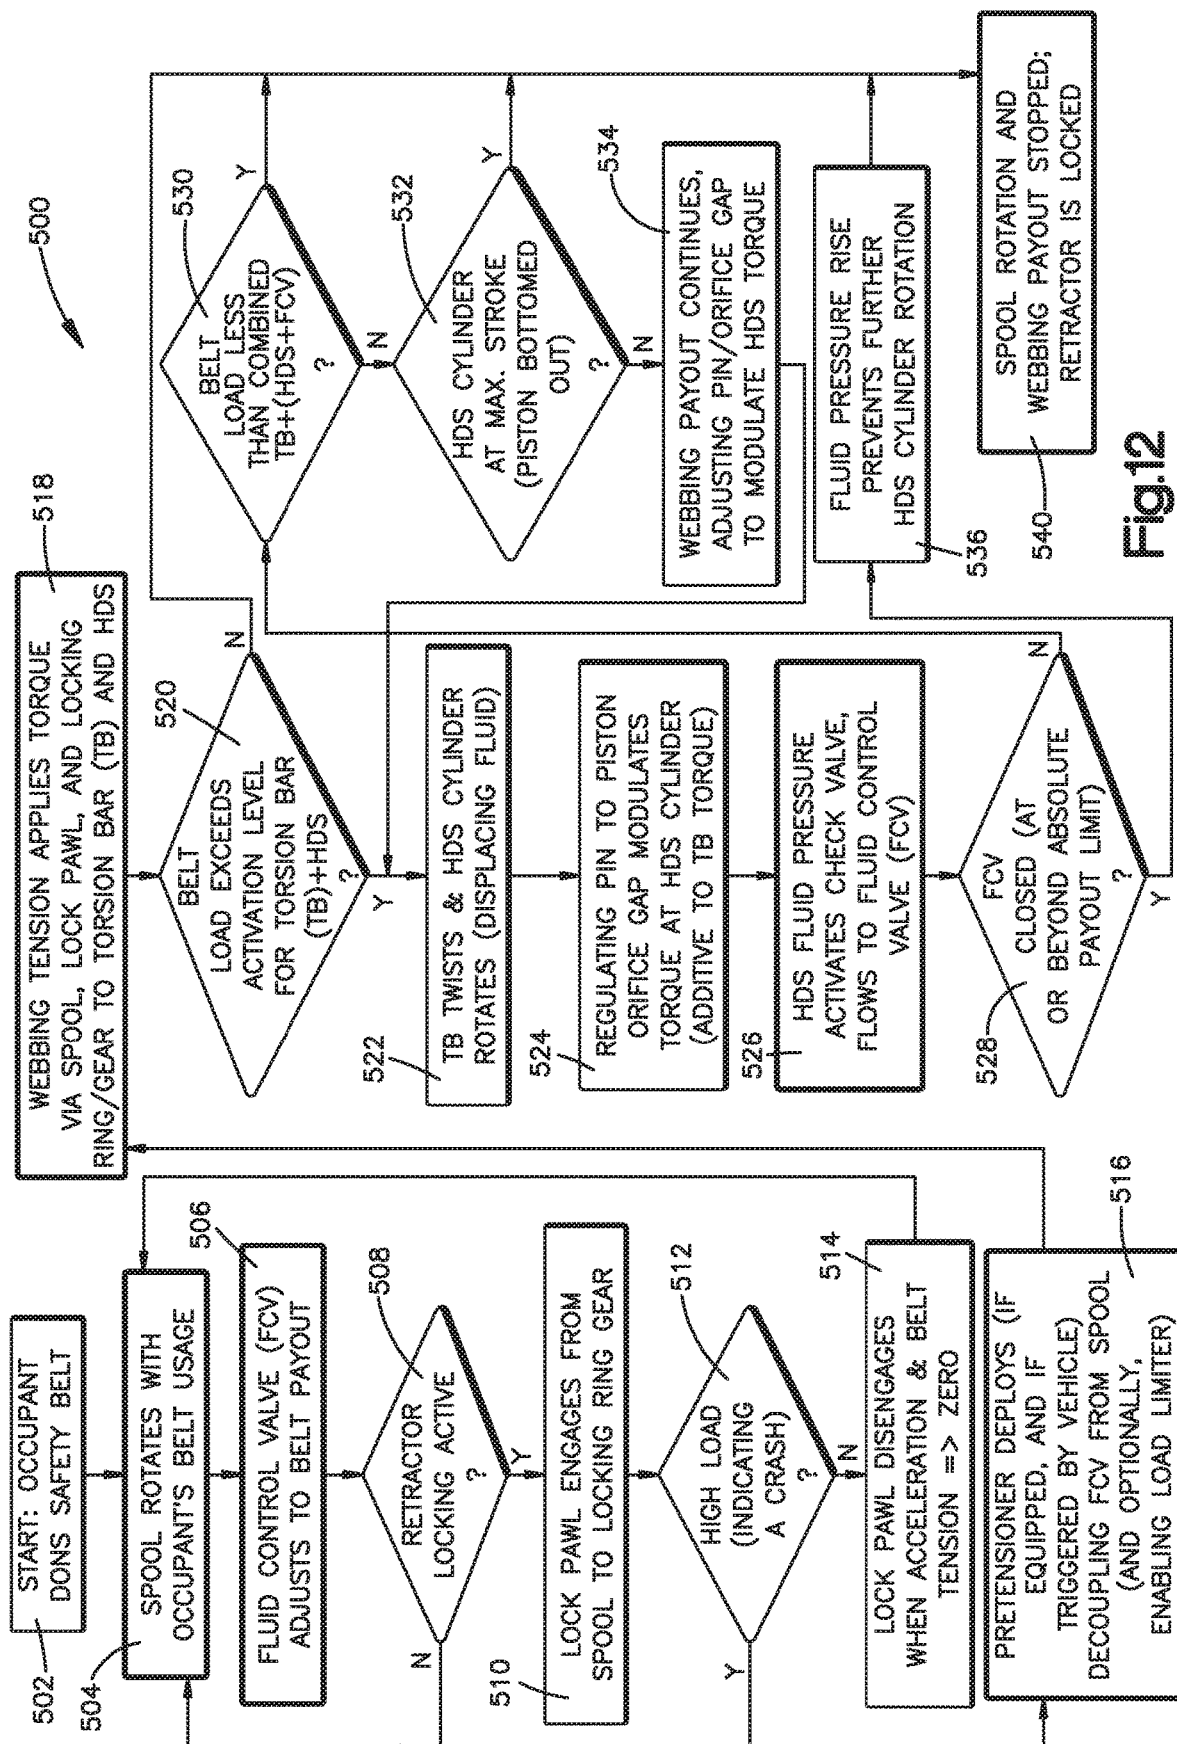 500
START: OCCUPANT
DONS SAFETY BELT
502
SPOOL ROTATES WITH
OCCUPANT'S BELT USAGE
504
FLUID CONTROL VALVE (FCV)
ADJUSTS TO BELT PAYOUT
506
RETRACTOR
LOCKING ACTIVE
?
508
N
Y
LOCK PAWL ENGAGES FROM
SPOOL TO LOCKING RING GEAR
510
HIGH LOAD
(INDICATING
A CRASH)
?
512
Y
N
LOCK PAWL DISENGAGES
WHEN ACCELERATION & BELT
TENSION => ZERO
514
PRETENSIONER DEPLOYS (IF
EQUIPPED, AND IF
TRIGGERED BY VEHICLE)
DECOUPLING FCV FROM SPOOL
(AND OPTIONALLY,
ENABLING LOAD LIMITER)
516
WEBBING TENSION APPLIES TORQUE
VIA SPOOL, LOCK PAWL, AND LOCKING
RING/GEAR TO TORSION BAR (TB) AND HDS
518
BELT
LOAD EXCEEDS
ACTIVATION LEVEL
FOR TORSION BAR
(TB)+HDS
?
520
N
Y
TB TWISTS & HDS CYLINDER
ROTATES (DISPLACING FLUID)
522
REGULATING PIN TO PISTON
ORIFICE GAP MODULATES
TORQUE AT HDS CYLINDER
(ADDITIVE TO TB TORQUE)
524
HDS FLUID PRESSURE
ACTIVATES CHECK VALVE,
FLOWS TO FLUID CONTROL
VALVE (FCV)
526
FCV
CLOSED (AT
OR BEYOND ABSOLUTE
PAYOUT LIMIT)
?
528
N
Y
BELT
LOAD LESS
THAN COMBINED
TB+(HDS+FCV)
?
530
Y
N
HDS CYLINDER
AT MAX. STROKE
(PISTON BOTTOMED
OUT)
?
532
Y
N
WEBBING PAYOUT CONTINUES,
ADJUSTING PIN/ORIFICE GAP
TO MODULATE HDS TORQUE
534
FLUID PRESSURE RISE
PREVENTS FURTHER
HDS CYLINDER ROTATION
536
SPOOL ROTATION AND
WEBBING PAYOUT STOPPED;
RETRACTOR IS LOCKED
540
Fig.12